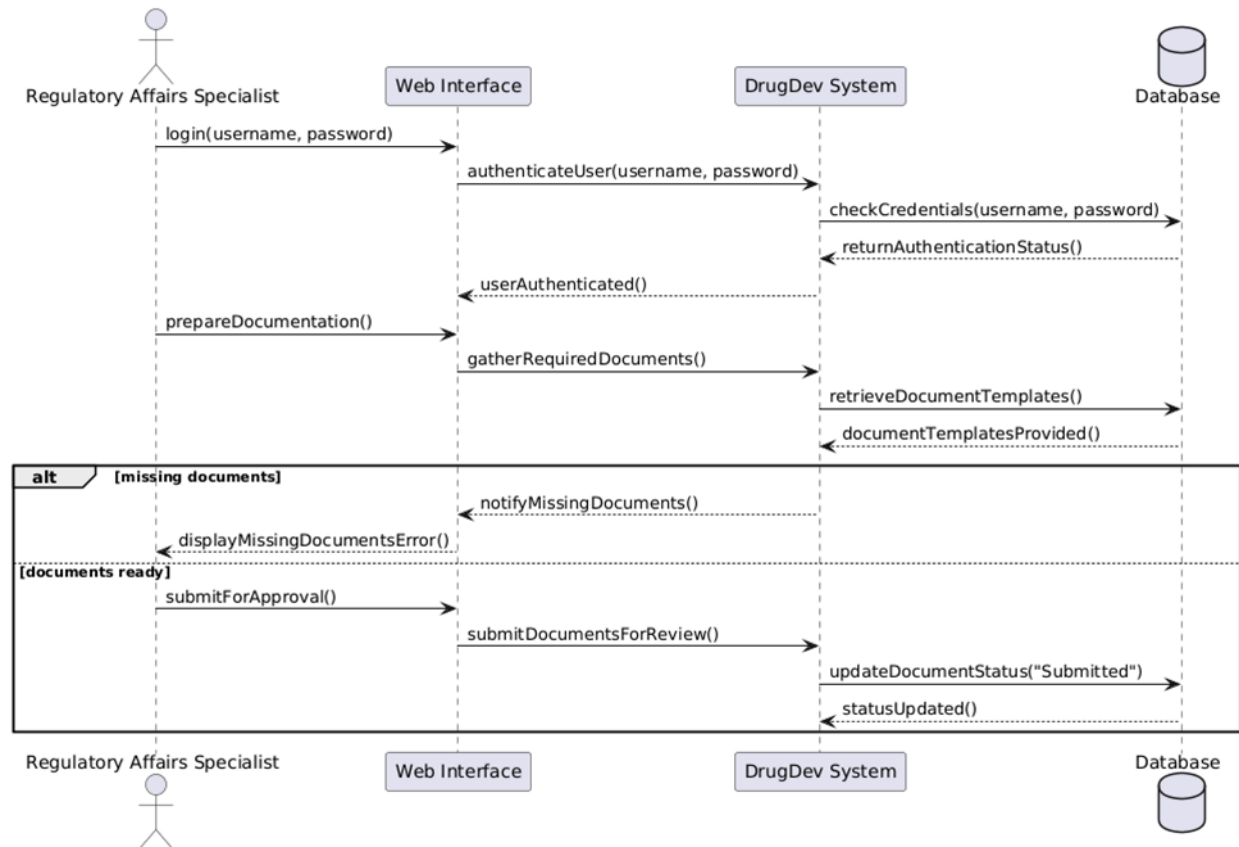 Regulatory Affairs Specialist
Web Interface
DrugDev System
Database
login(username, password)
authenticateUser(username, password)
checkCredentials(username, password)
returnAuthenticationStatus()
userAuthenticated()
prepareDocumentation()
gatherRequiredDocuments()
retrieveDocumentTemplates()
documentTemplatesProvided()
alt [missing documents]
notifyMissingDocuments()
displayMissingDocumentsError()
[documents ready]
submitForApproval()
submitDocumentsForReview()
updateDocumentStatus("Submitted")
statusUpdated()
Regulatory Affairs Specialist
Web Interface
DrugDev System
Database